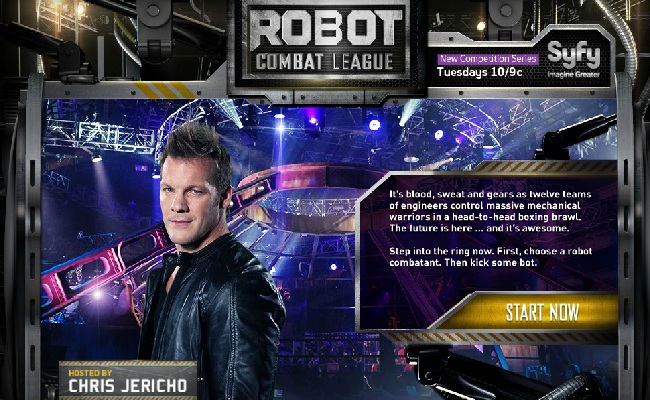 ROBOT
COMBAT LEAGUE
New Competition Series
Tuesdays 10/9c
Syfy
Imagine Greater
It's blood, sweat and gears as twelve teams
of engineers control massive mechanical
warriors in a head-to-head boxing brawl.
The future is here ... and it's awesome.
Step into the ring now. First, choose a robot
combatant. Then kick some bot.
START NOW
HOSTED BY
CHRIS JERICHO